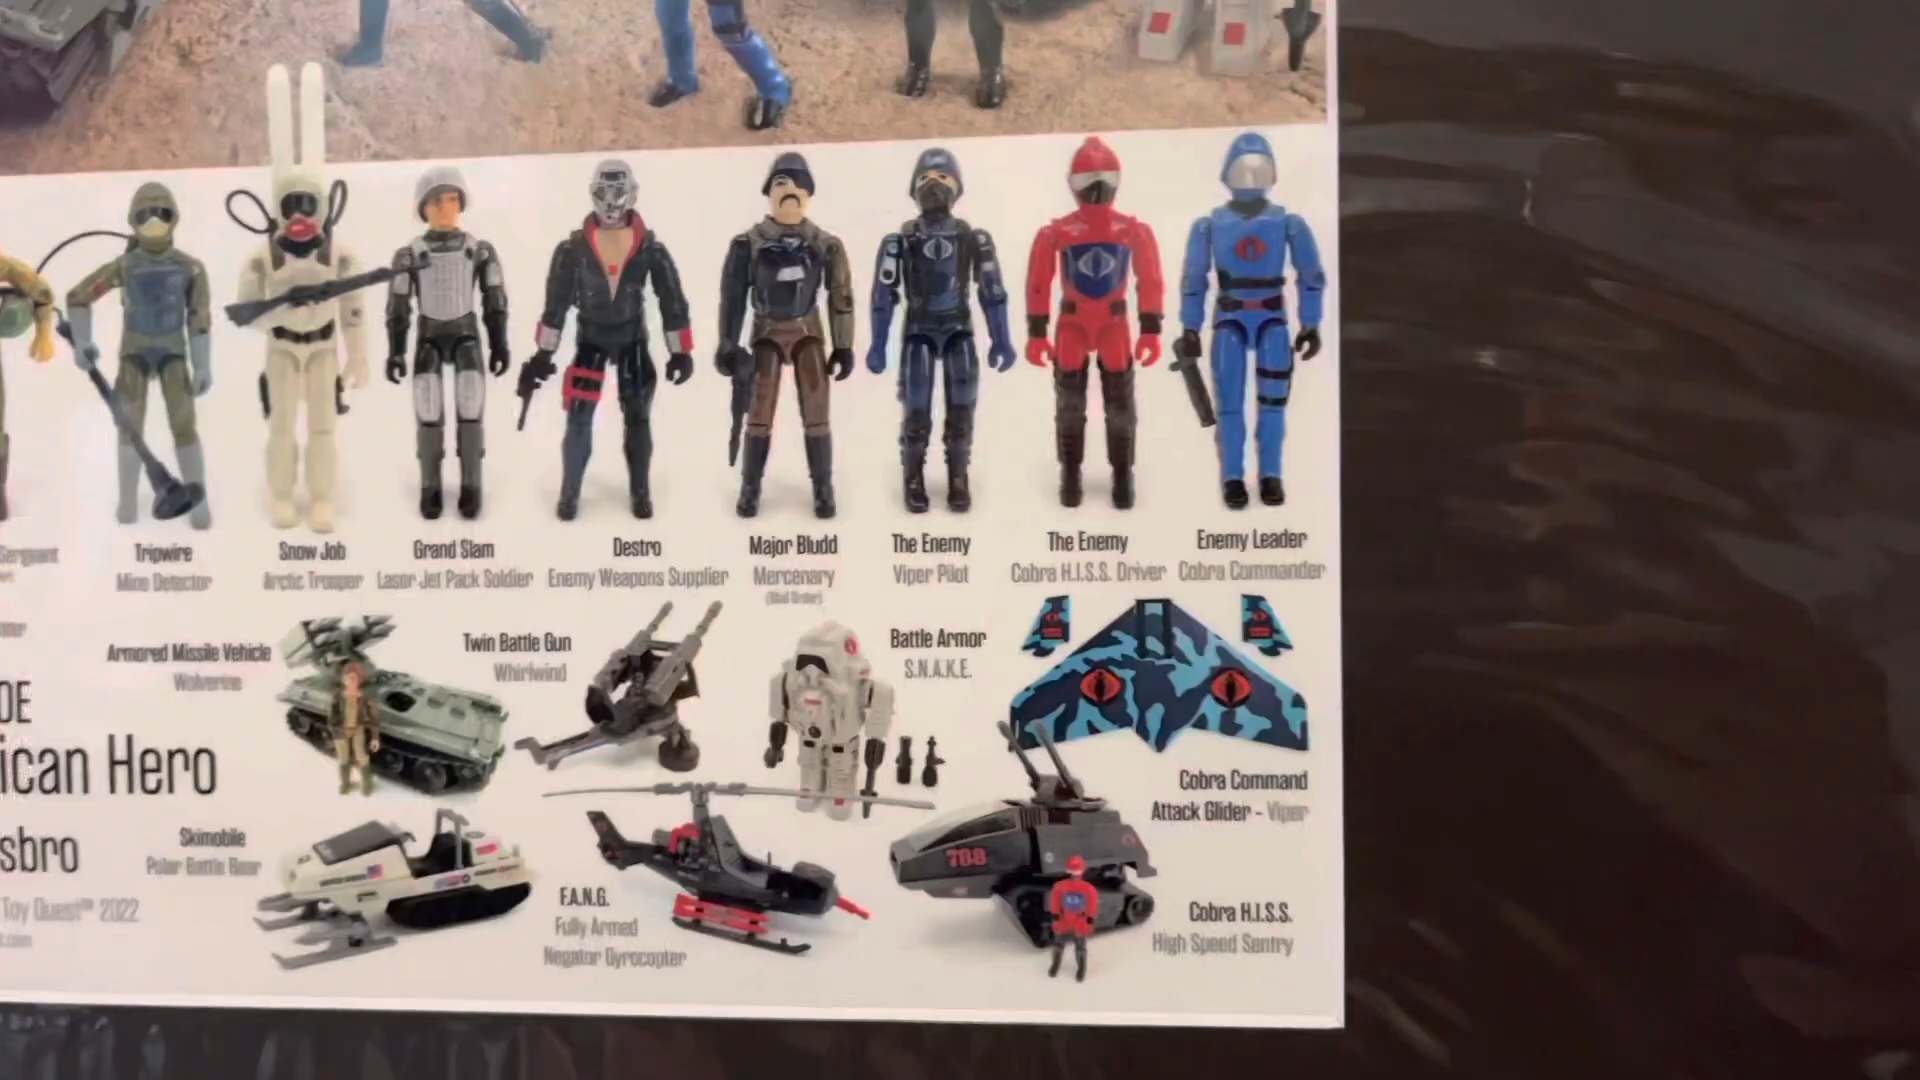 Sergeant
Tripwire
Mine Detector
Snow Job
Arctic Trooper
Grand Slam
Laser Jet Pack Soldier
Destro
Enemy Weapons Supplier
Major Bludd
Mercenary
(Mail Order)
The Enemy
Viper Pilot
The Enemy
Cobra H.I.S.S. Driver
Enemy Leader
Cobra Commander
Armored Missile Vehicle
Wolverine
Twin Battle Gun
Whirlwind
Battle Armor
S.N.A.K.E.
Cobra Command
Attack Glider - Viper
OE
ican Hero
sbro
Toy Quest™ 2022
.com
Skimobile
Polar Battle Bear
F.A.N.G.
Fully Armed
Negator Gyrocopter
788
Cobra H.I.S.S.
High Speed Sentry